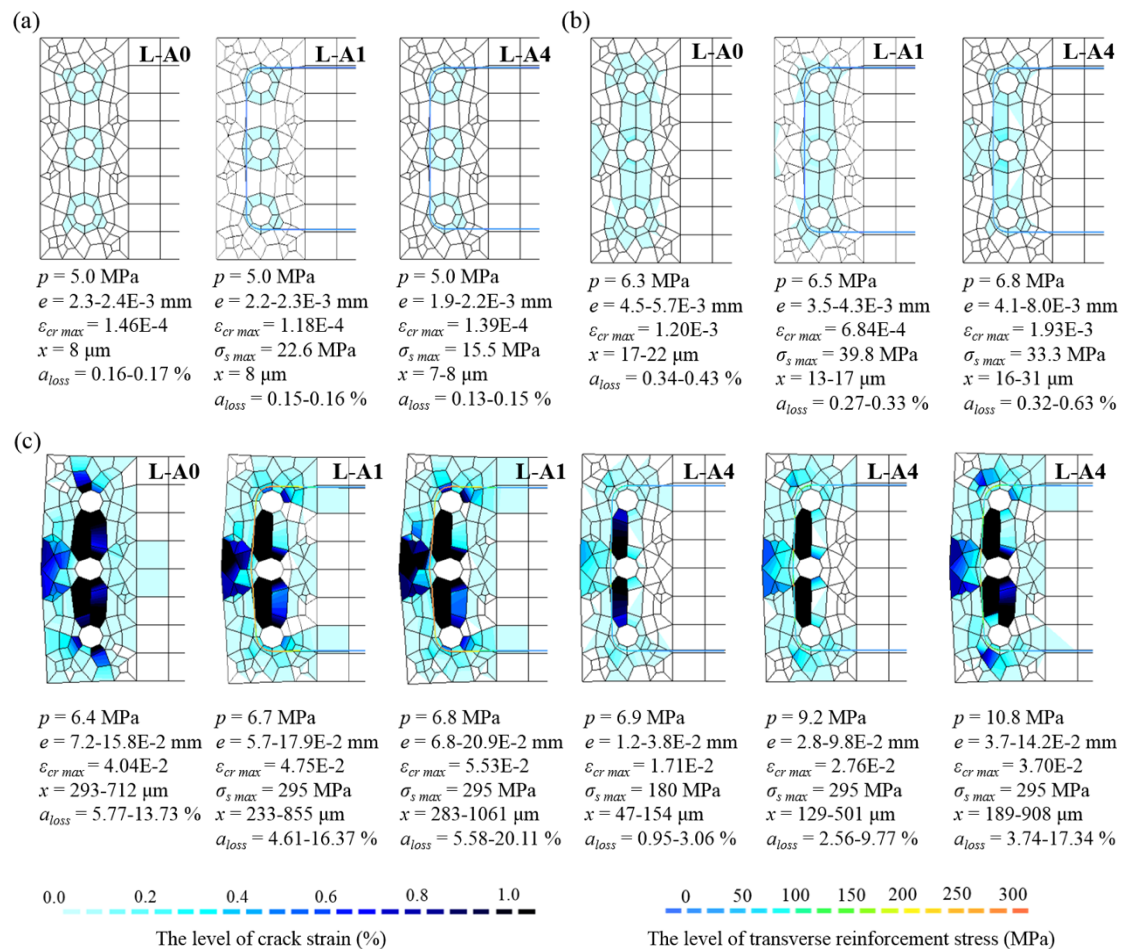 (a)
L-A0
p = 5.0 MPa
e = 2.3-2.4E-3 mm
εcr max = 1.46E-4
x = 8 μm
aloss = 0.16-0.17 %
L-A1
p = 5.0 MPa
e = 2.2-2.3E-3 mm
εcr max = 1.18E-4
σs max = 22.6 MPa
x = 8 μm
aloss = 0.15-0.16 %
L-A4
p = 5.0 MPa
e = 1.9-2.2E-3 mm
εcr max = 1.39E-4
σs max = 15.5 MPa
x = 7-8 μm
aloss = 0.13-0.15 %
(b)
L-A0
p = 6.3 MPa
e = 4.5-5.7E-3 mm
εcr max = 1.20E-3
x = 17-22 μm
aloss = 0.34-0.43 %
L-A1
p = 6.5 MPa
e = 3.5-4.3E-3 mm
εcr max = 6.84E-4
σs max = 39.8 MPa
x = 13-17 μm
aloss = 0.27-0.33 %
L-A4
p = 6.8 MPa
e = 4.1-8.0E-3 mm
εcr max = 1.93E-3
σs max = 33.3 MPa
x = 16-31 μm
aloss = 0.32-0.63 %
(c)
L-A0
p = 6.4 MPa
e = 7.2-15.8E-2 mm
εcr max = 4.04E-2
x = 293-712 μm
aloss = 5.77-13.73 %
L-A1
p = 6.7 MPa
e = 5.7-17.9E-2 mm
εcr max = 4.75E-2
σs max = 295 MPa
x = 233-855 μm
aloss = 4.61-16.37 %
L-A1
p = 6.8 MPa
e = 6.8-20.9E-2 mm
εcr max = 5.53E-2
σs max = 295 MPa
x = 283-1061 μm
aloss = 5.58-20.11 %
L-A4
p = 6.9 MPa
e = 1.2-3.8E-2 mm
εcr max = 1.71E-2
σs max = 180 MPa
x = 47-154 μm
aloss = 0.95-3.06 %
L-A4
p = 9.2 MPa
e = 2.8-9.8E-2 mm
εcr max = 2.76E-2
σs max = 295 MPa
x = 129-501 μm
aloss = 2.56-9.77 %
L-A4
p = 10.8 MPa
e = 3.7-14.2E-2 mm
εcr max = 3.70E-2
σs max = 295 MPa
x = 189-908 μm
aloss = 3.74-17.34 %
0.0 0.2 0.4 0.6 0.8 1.0
The level of crack strain (%)
0 50 100 150 200 250 300
The level of transverse reinforcement stress (MPa)